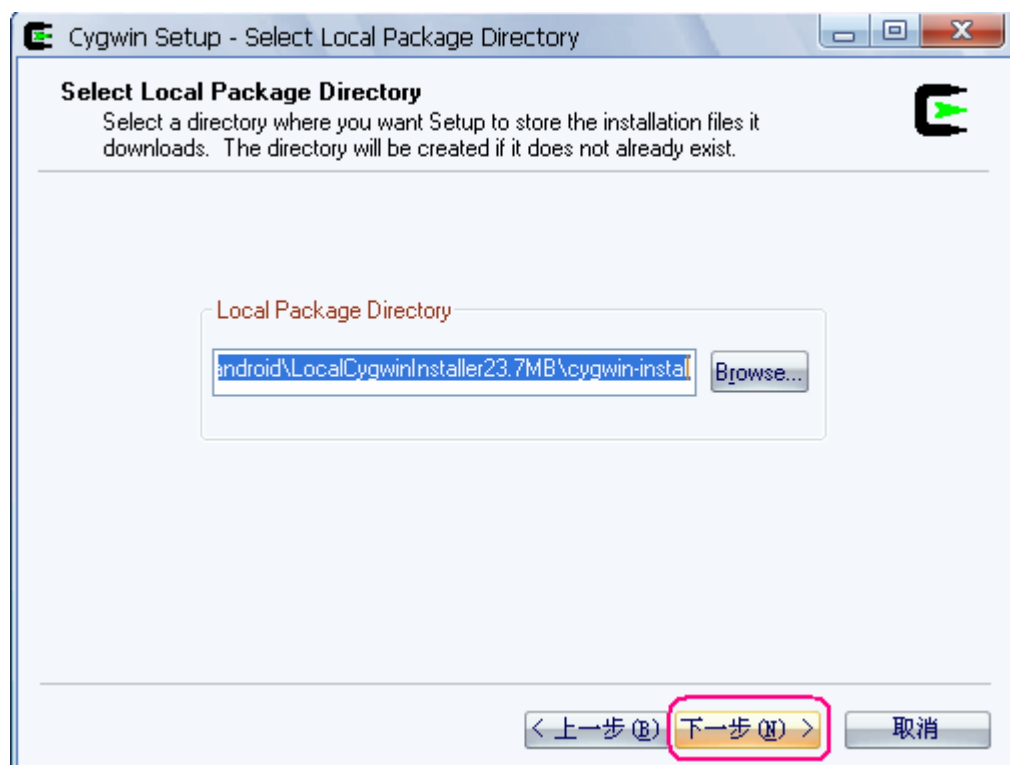 Cygwin Setup - Select Local Package Directory
Select Local Package Directory
Select a directory where you want Setup to store the installation files it
downloads. The directory will be created if it does not already exist.
Local Package Directory
android\LocalCygwinInstaller23.7MB\cygwin-install
Browse...
< 上一步(B)
下一步(N) >
取消